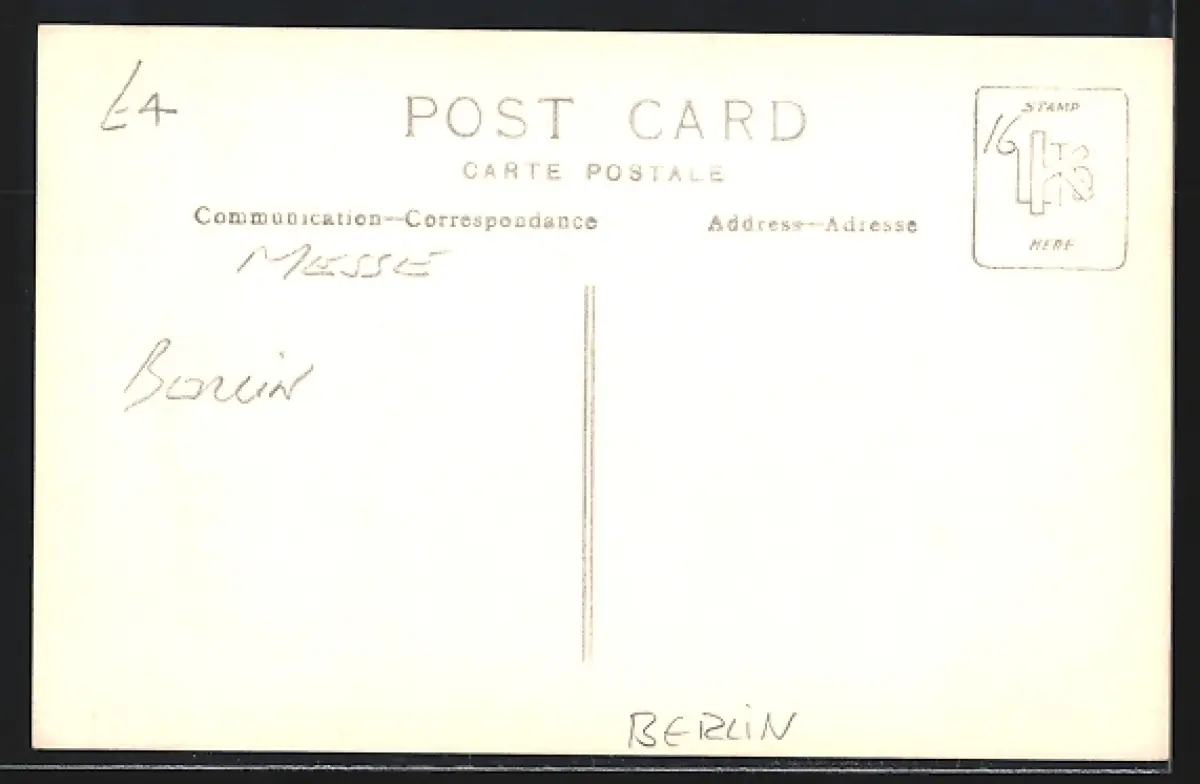 £4
POST CARD
CARTE POSTALE
STAMP
16
HERE
Communication—Correspondance
Address—Adresse
MESSE
Berlin
BERLIN